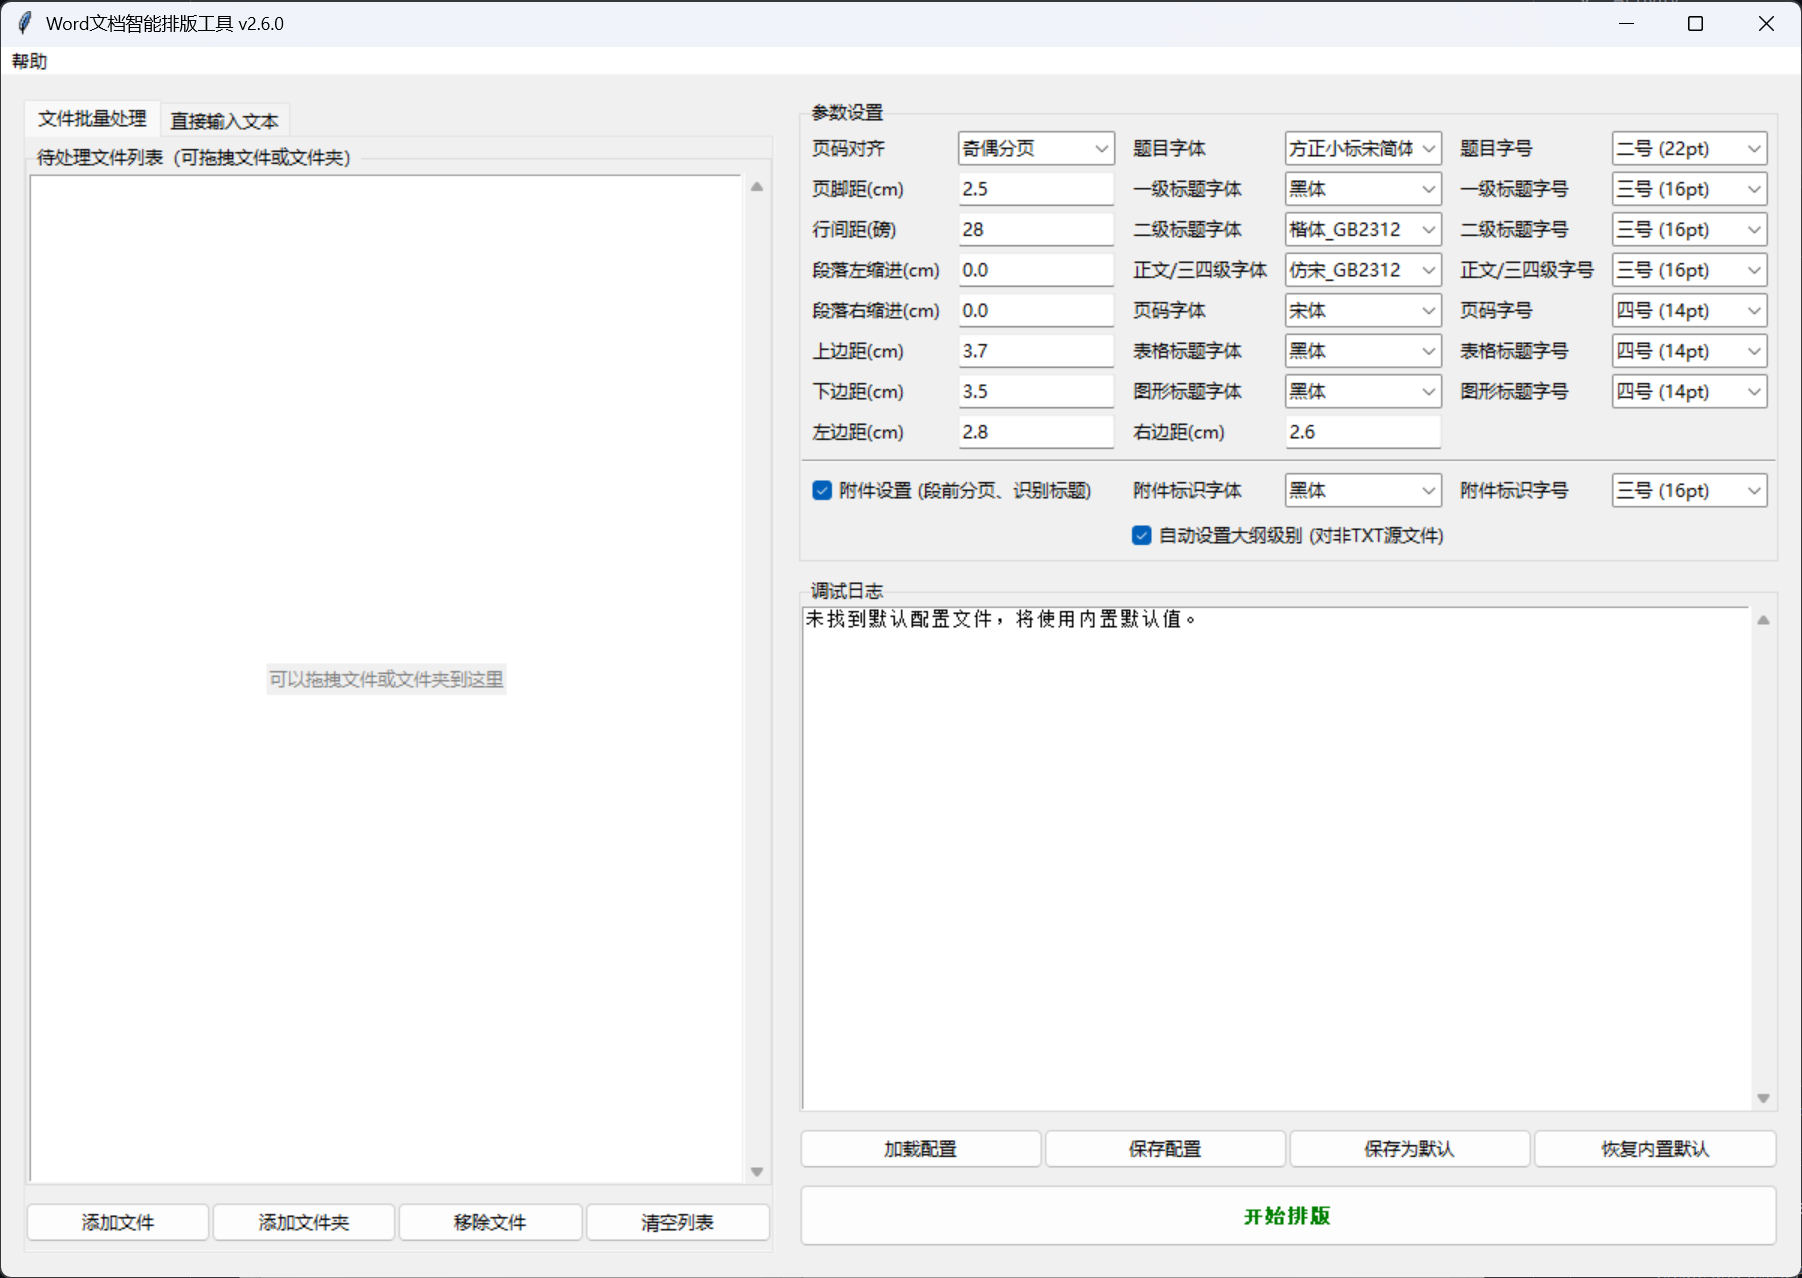 Word文档智能排版工具 v2.6.0
帮助
文件批量处理 直接输入文本
待处理文件列表 (可拖拽文件或文件夹)
可以拖拽文件或文件夹到这里
添加文件 添加文件夹 移除文件 清空列表
参数设置
页码对齐 奇偶分页 题目字体 方正小标宋简体 题目字号 二号 (22pt)
页脚距(cm) 2.5 一级标题字体 黑体 一级标题字号 三号 (16pt)
行间距(磅) 28 二级标题字体 楷体_GB2312 二级标题字号 三号 (16pt)
段落左缩进(cm) 0.0 正文/三四级字体 仿宋_GB2312 正文/三四级字号 三号 (16pt)
段落右缩进(cm) 0.0 页码字体 宋体 页码字号 四号 (14pt)
上边距(cm) 3.7 表格标题字体 黑体 表格标题字号 四号 (14pt)
下边距(cm) 3.5 图形标题字体 黑体 图形标题字号 四号 (14pt)
左边距(cm) 2.8 右边距(cm) 2.6
附件设置 (段前分页、识别标题) 附件标识字体 黑体 附件标识字号 三号 (16pt)
自动设置大纲级别 (对非TXT源文件)
调试日志
未找到默认配置文件，将使用内置默认值。
加载配置 保存配置 保存为默认 恢复内置默认
开始排版